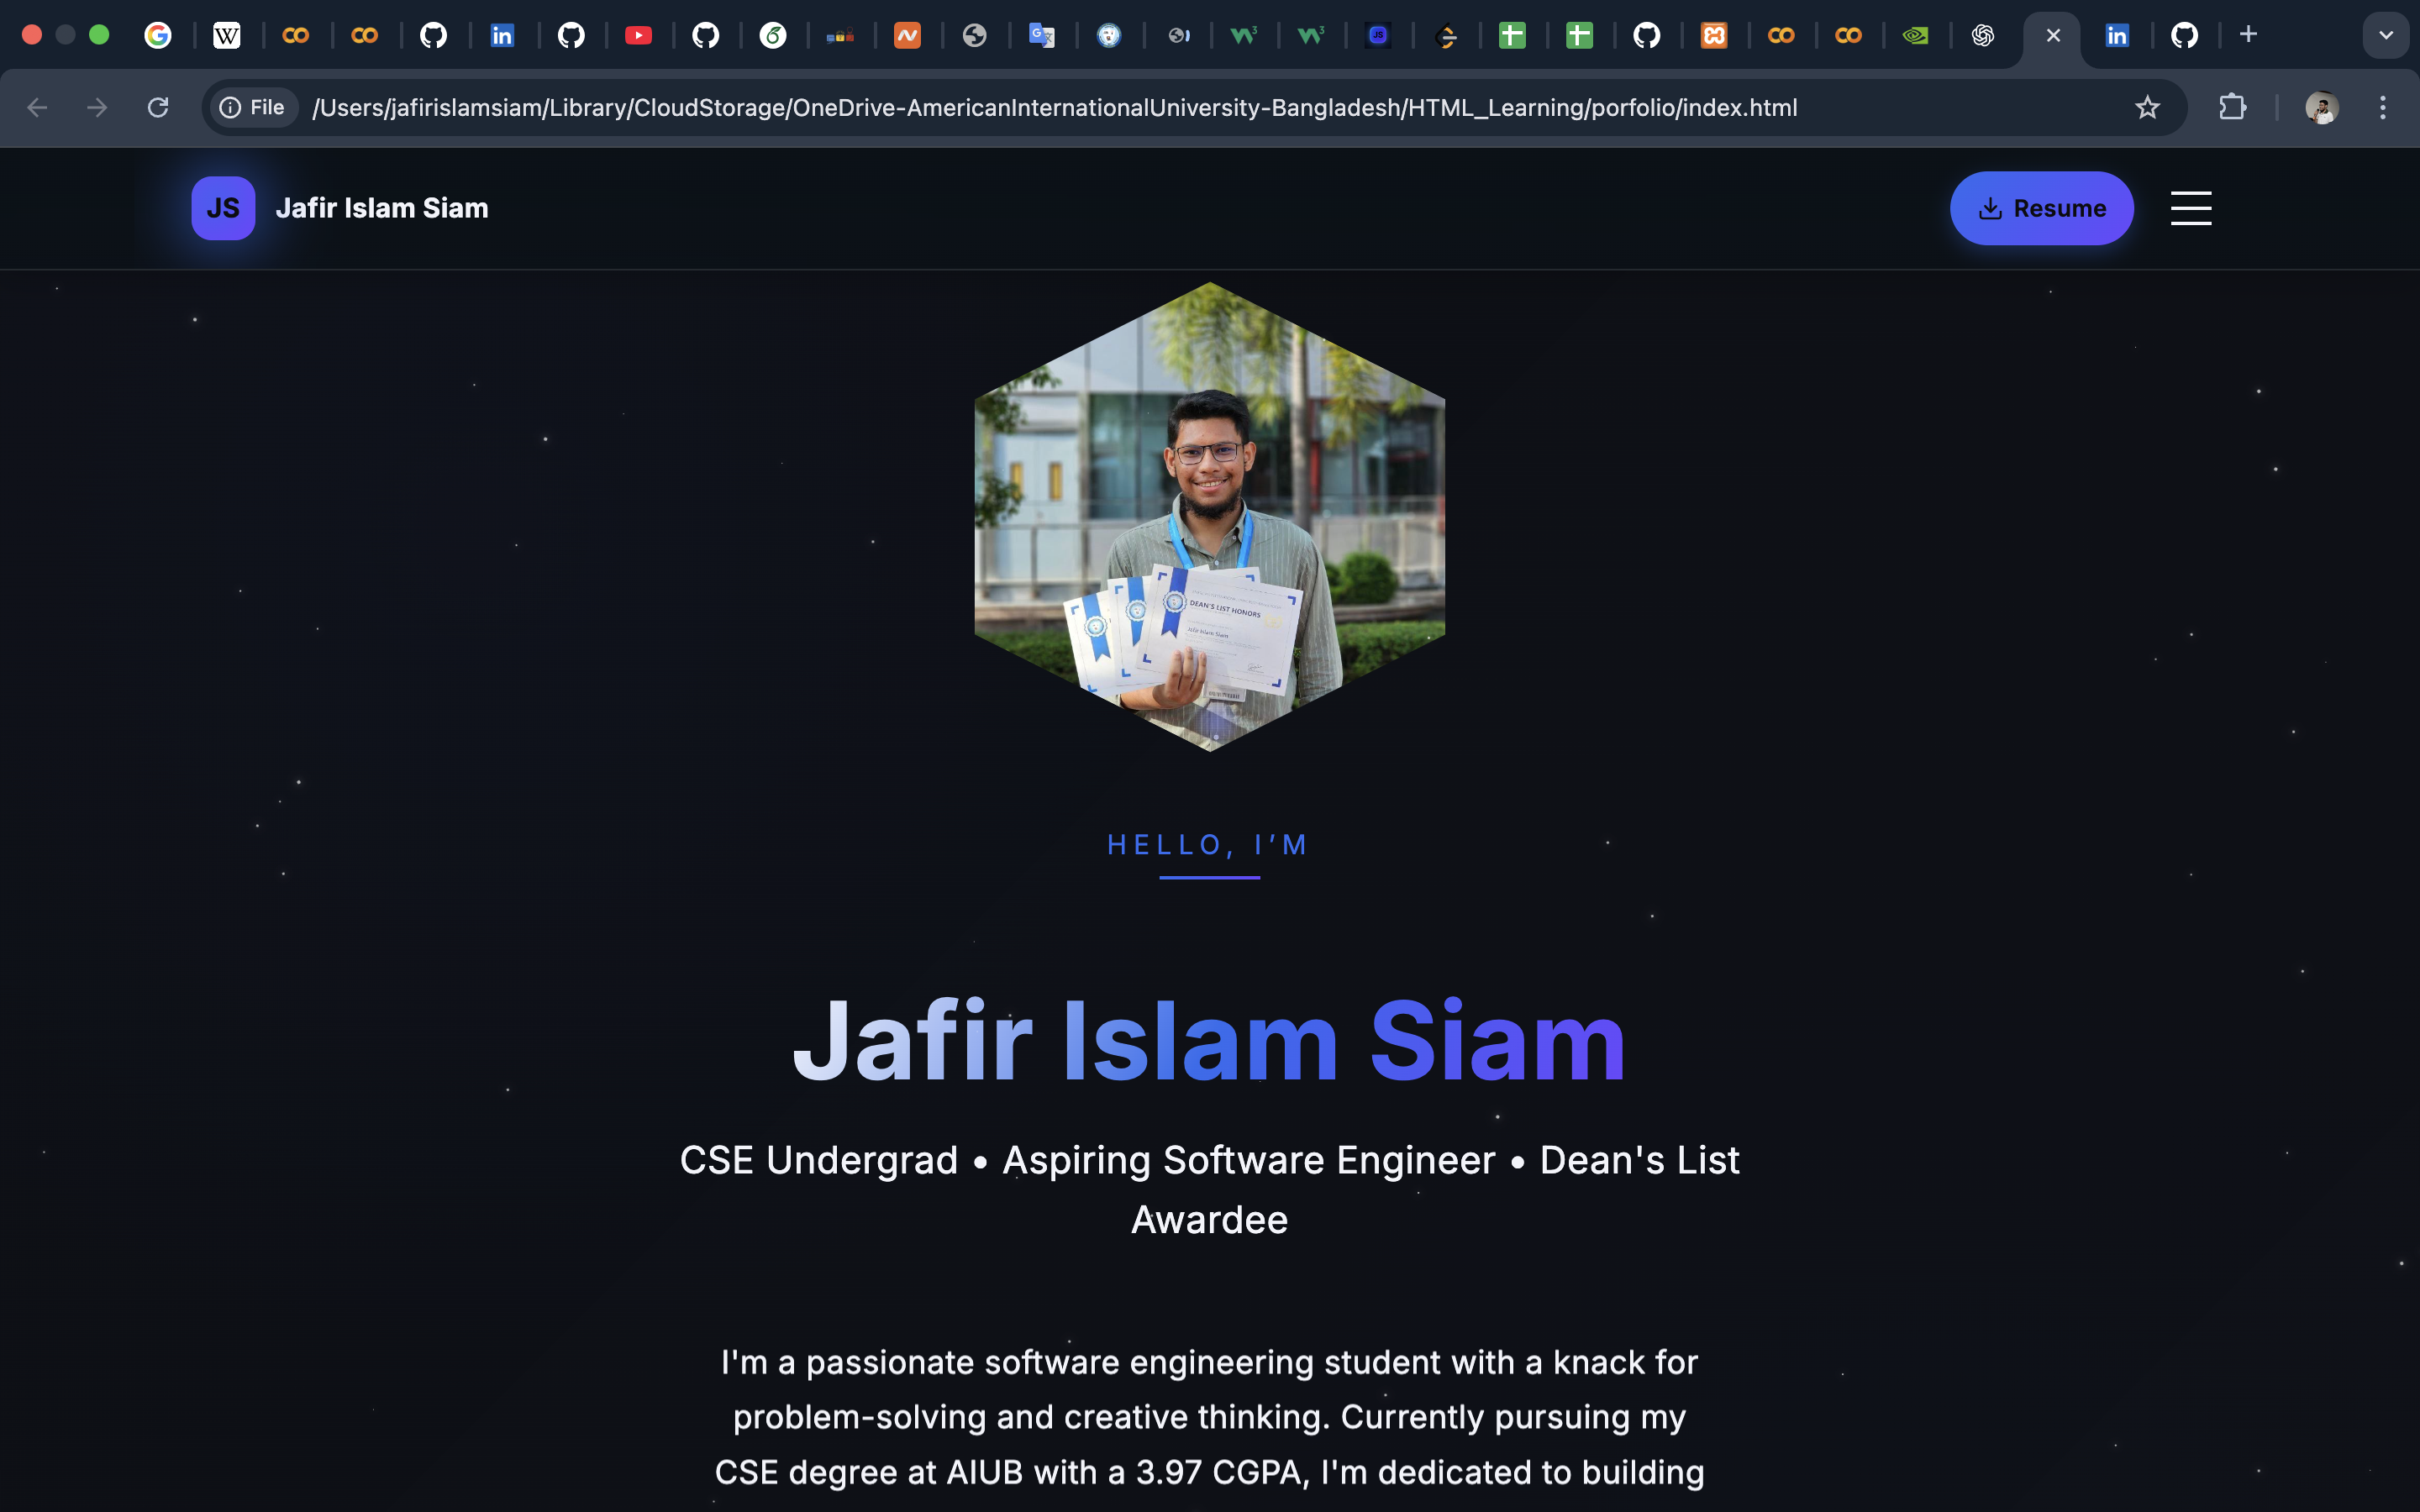 File
/Users/jafirislamsiam/Library/CloudStorage/OneDrive-AmericanInternationalUniversity-Bangladesh/HTML_Learning/porfolio/index.html
JS
Jafir Islam Siam
Resume
DEAN'S LIST HONORS
Jafir Islam Siam
HELLO, I’M
Jafir Islam Siam
CSE Undergrad • Aspiring Software Engineer • Dean's List
Awardee
I'm a passionate software engineering student with a knack for
problem-solving and creative thinking. Currently pursuing my
CSE degree at AIUB with a 3.97 CGPA, I'm dedicated to building